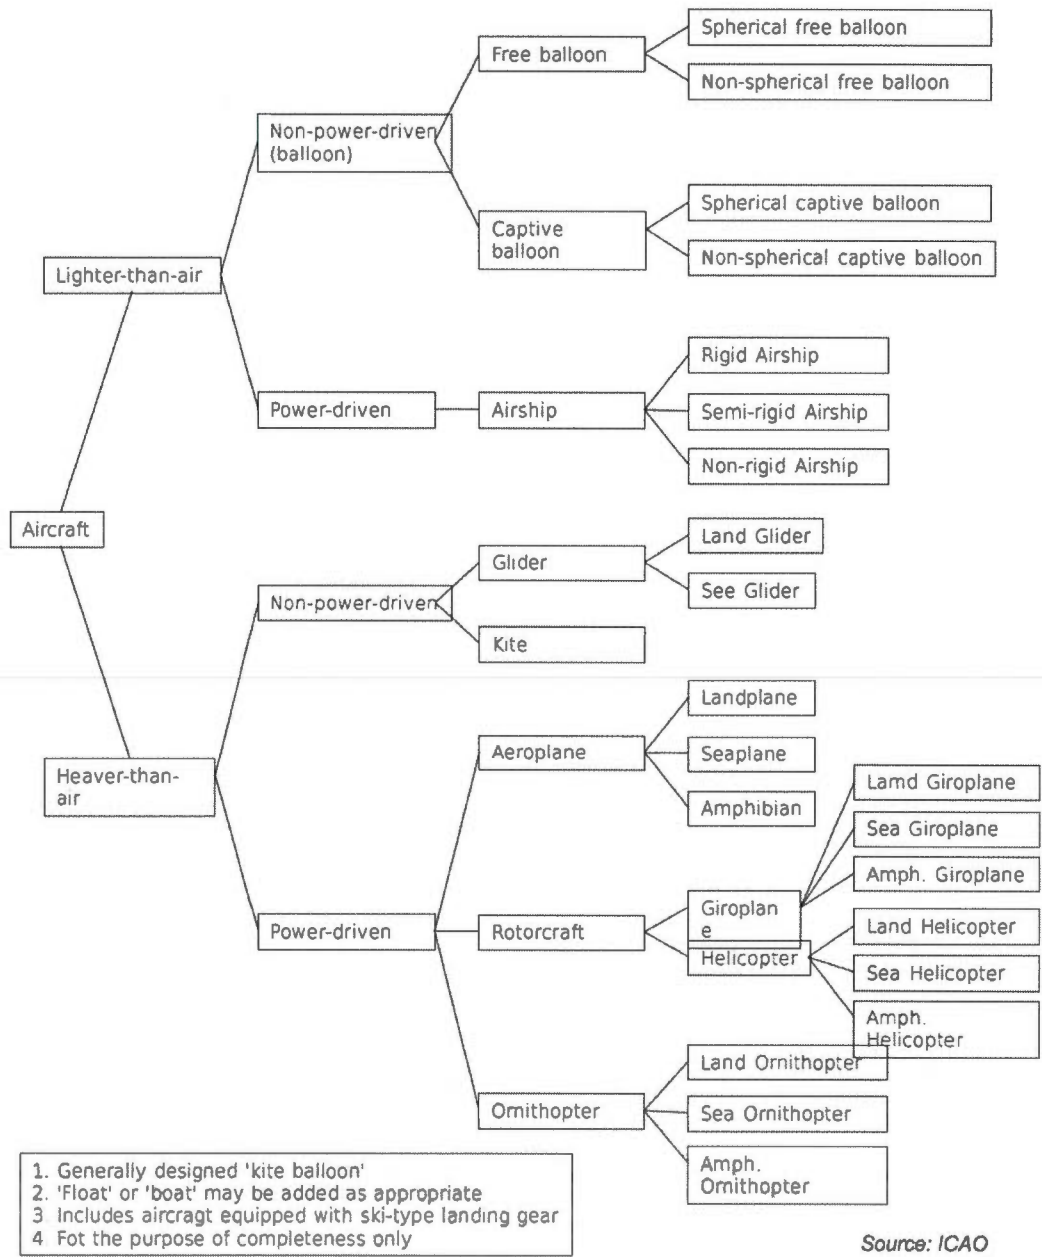 Spherical free balloon
Free balloon
Non-spherical free balloon
Non-power-driven
(balloon)
Spherical captive balloon
Captive
balloon
Non-spherical captive balloon
Lighter-than-air
Rigid Airship
Power-driven
Airship
Semi-rigid Airship
Non-rigid Airship
Aircraft
Land Glider
Glider
See Glider
Non-power-driven
Kite
Landplane
Aeroplane
Seaplane
Heaver-than-
air
Amphibian
Lamd Giroplane
Sea Giroplane
Amph. Giroplane
Giroplan
e
Power-driven
Rotorcraft
Helicopter
Land Helicopter
Sea Helicopter
Amph.
Helicopter
Land Ornithopter
Ornithopter
Sea Ornithopter
Amph.
Ornithopter
1. Generally designed 'kite balloon'
2. 'Float' or 'boat' may be added as appropriate
3 Includes aircragt equipped with ski-type landing gear
4 Fot the purpose of completeness only
Source: ICAO